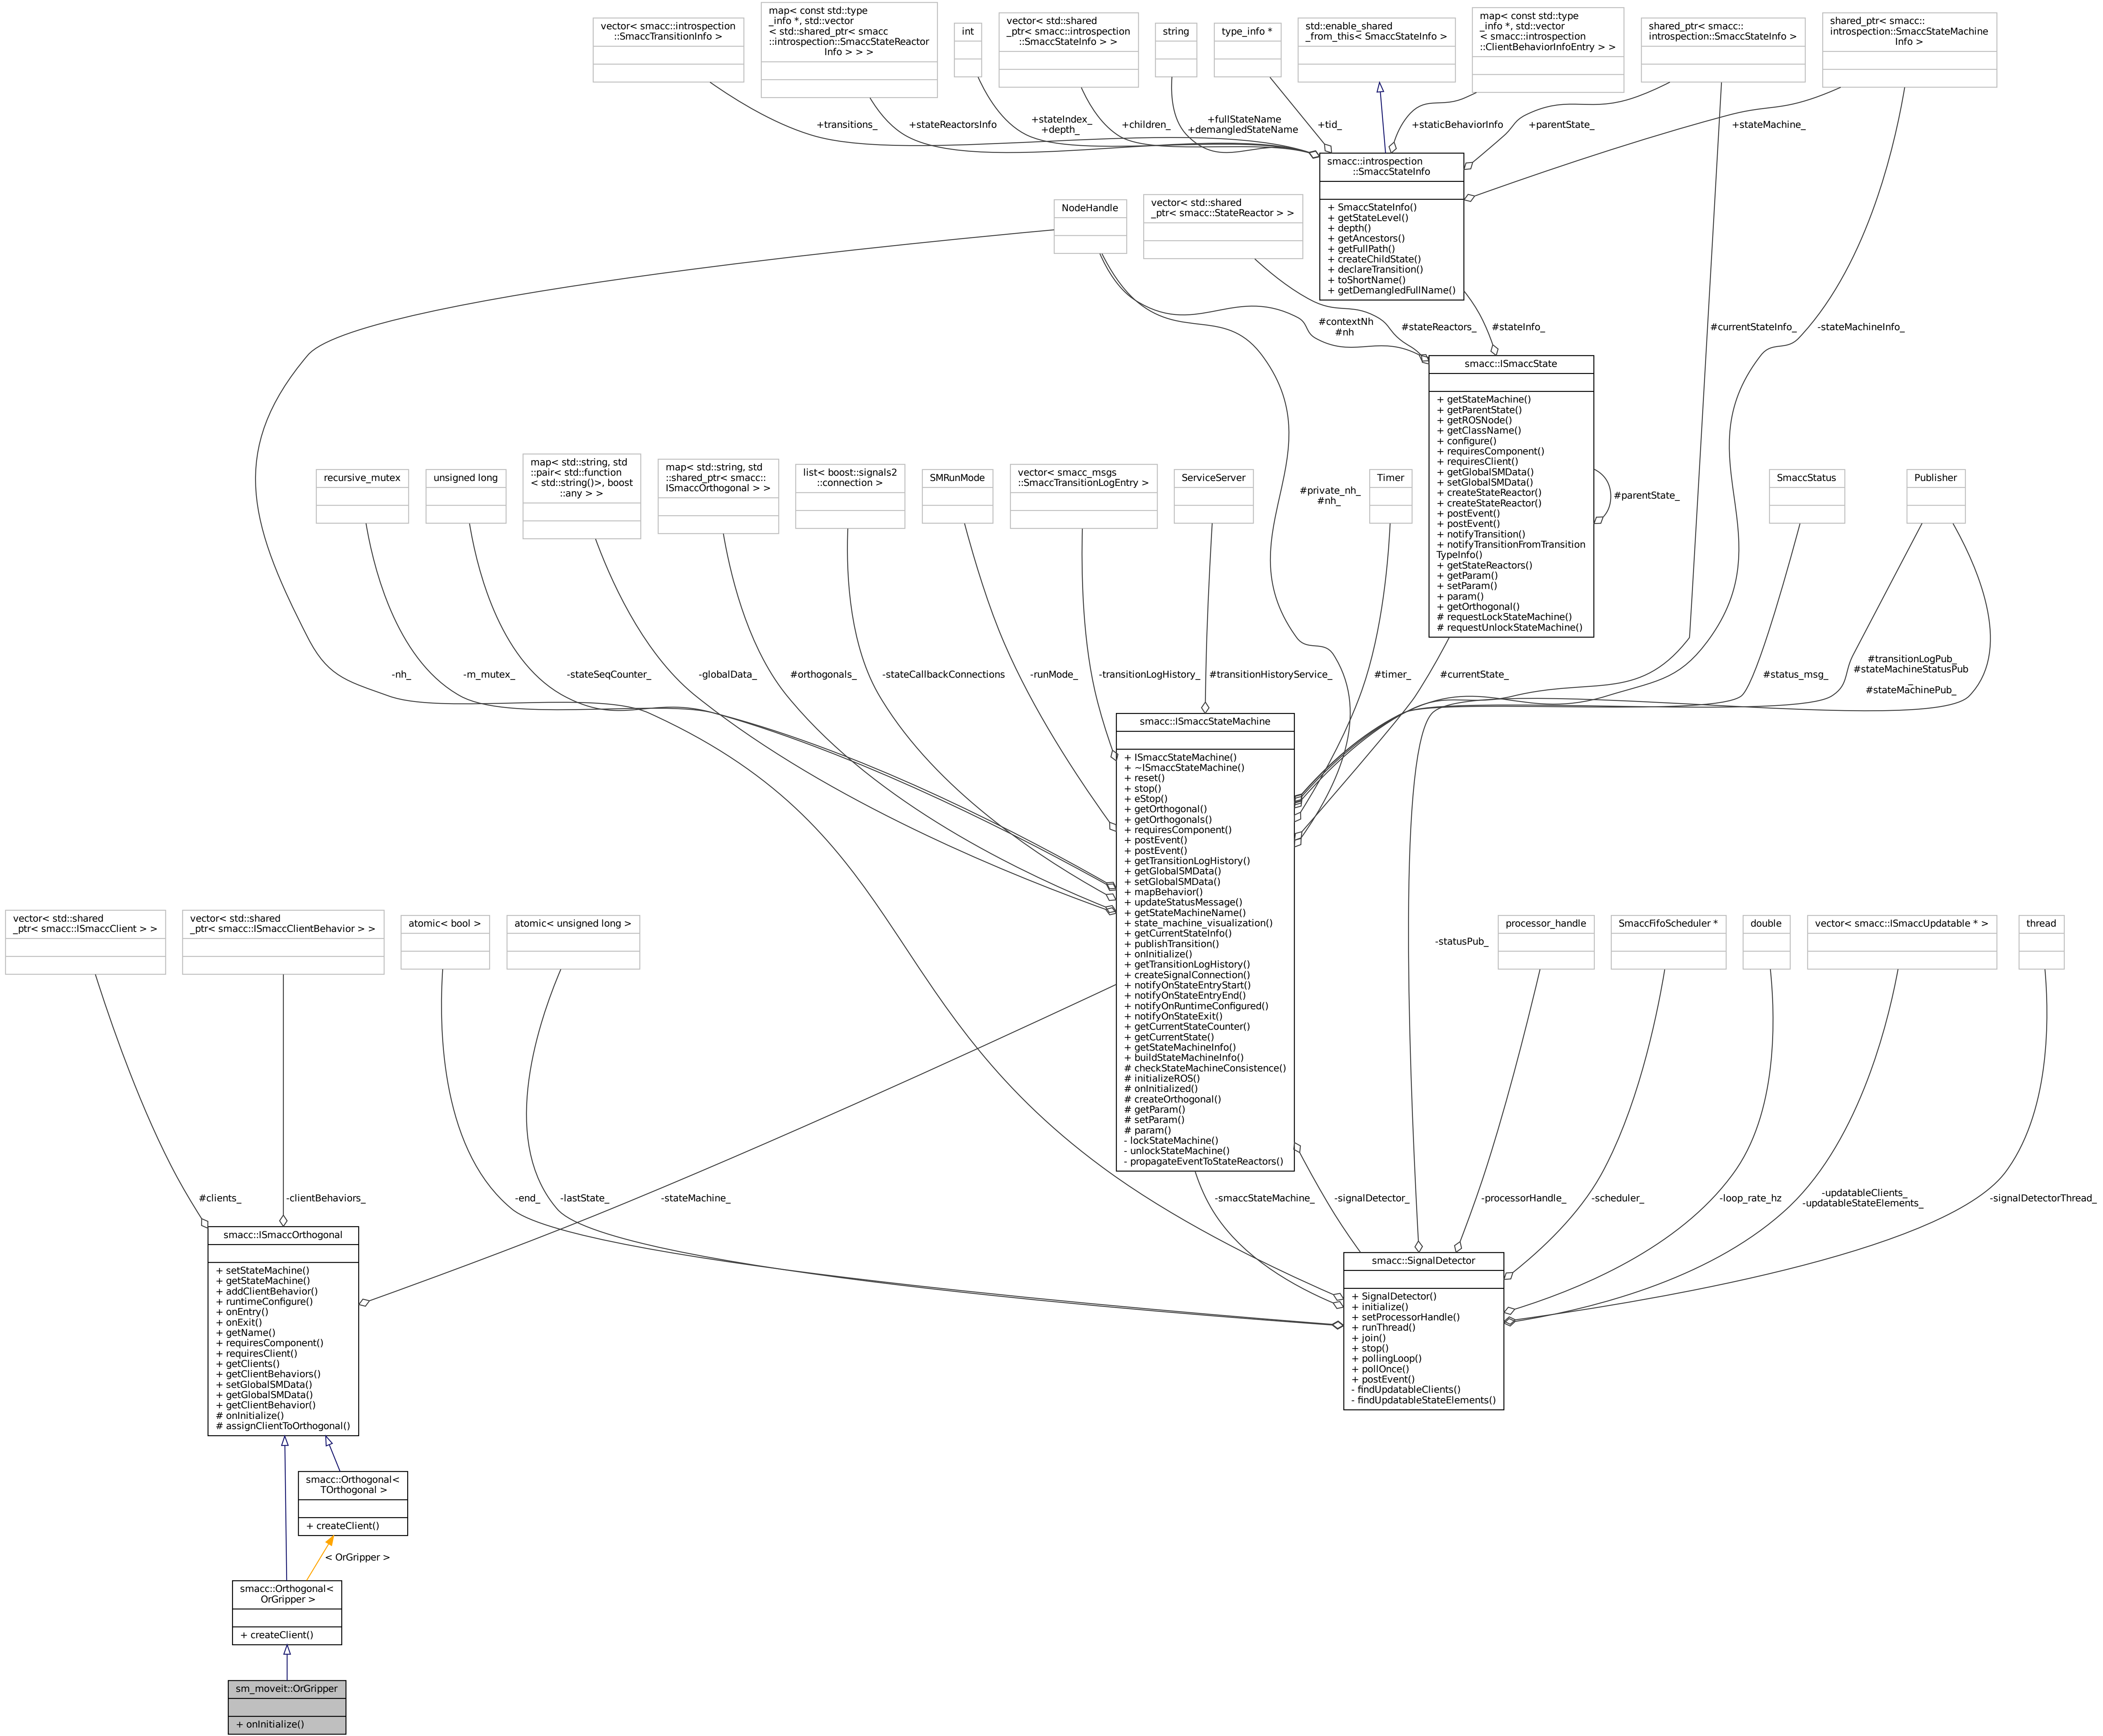 vector< smacc::introspection
::SmaccTransitionInfo >
map< const std::type
_info *, std::vector
< std::shared_ptr< smacc
::introspection::SmaccStateReactor
Info > > >
int
vector< std::shared
_ptr< smacc::introspection
::SmaccStateInfo > >
string
type_info *
std::enable_shared
_from_this< SmaccStateInfo >
map< const std::type
_info *, std::vector
< smacc::introspection
::ClientBehaviorInfoEntry > >
shared_ptr< smacc::
introspection::SmaccStateInfo >
shared_ptr< smacc::
introspection::SmaccStateMachine
Info >
+transitions_
+stateReactorsInfo
+stateIndex_
+depth_
+children_
+fullStateName
+demangledStateName
+tid_
+staticBehaviorInfo
+parentState_
+stateMachine_
smacc::introspection
::SmaccStateInfo
+ SmaccStateInfo()
+ getStateLevel()
+ depth()
+ getAncestors()
+ getFullPath()
+ createChildState()
+ declareTransition()
+ toShortName()
+ getDemangledFullName()
NodeHandle
vector< std::shared
_ptr< smacc::StateReactor > >
#contextNh
#nh
#stateReactors_
#stateInfo_
#currentStateInfo_
-stateMachineInfo_
smacc::ISmaccState
+ getStateMachine()
+ getParentState()
+ getROSNode()
+ getClassName()
+ configure()
+ requiresComponent()
+ requiresClient()
+ getGlobalSMData()
+ setGlobalSMData()
+ createStateReactor()
+ createStateReactor()
+ postEvent()
+ postEvent()
+ notifyTransition()
+ notifyTransitionFromTransition
TypeInfo()
+ getStateReactors()
+ getParam()
+ setParam()
+ param()
+ getOrthogonal()
# requestLockStateMachine()
# requestUnlockStateMachine()
#parentState_
recursive_mutex
unsigned long
map< std::string, std
::pair< std::function
< std::string()>, boost
::any > >
map< std::string, std
::shared_ptr< smacc::
ISmaccOrthogonal > >
list< boost::signals2
::connection >
SMRunMode
vector< smacc_msgs
::SmaccTransitionLogEntry >
ServiceServer
#private_nh_
#nh_
Timer
SmaccStatus
Publisher
-nh_
-m_mutex_
-stateSeqCounter_
-globalData_
#orthogonals_
-stateCallbackConnections
-runMode_
-transitionLogHistory_
#transitionHistoryService_
#timer_
#currentState_
#status_msg_
#transitionLogPub_
#stateMachineStatusPub
_
#stateMachinePub_
smacc::ISmaccStateMachine
+ ISmaccStateMachine()
+ ~ISmaccStateMachine()
+ reset()
+ stop()
+ eStop()
+ getOrthogonal()
+ getOrthogonals()
+ requiresComponent()
+ postEvent()
+ postEvent()
+ getTransitionLogHistory()
+ getGlobalSMData()
+ setGlobalSMData()
+ mapBehavior()
+ updateStatusMessage()
+ getStateMachineName()
+ state_machine_visualization()
+ getCurrentStateInfo()
+ publishTransition()
+ onInitialize()
+ getTransitionLogHistory()
+ createSignalConnection()
+ notifyOnStateEntryStart()
+ notifyOnStateEntryEnd()
+ notifyOnRuntimeConfigured()
+ notifyOnStateExit()
+ getCurrentStateCounter()
+ getCurrentState()
+ getStateMachineInfo()
+ buildStateMachineInfo()
# checkStateMachineConsistence()
# initializeROS()
# onInitialized()
# createOrthogonal()
# getParam()
# setParam()
# param()
- lockStateMachine()
- unlockStateMachine()
- propagateEventToStateReactors()
vector< std::shared
_ptr< smacc::ISmaccClient > >
vector< std::shared
_ptr< smacc::ISmaccClientBehavior > >
atomic< bool >
atomic< unsigned long >
-statusPub_
processor_handle
SmaccFifoScheduler *
double
vector< smacc::ISmaccUpdatable * >
thread
#clients_
-clientBehaviors_
-end_
-lastState_
-stateMachine_
-smaccStateMachine_
-signalDetector_
-processorHandle_
-scheduler_
-loop_rate_hz
-updatableClients_
-updatableStateElements_
-signalDetectorThread_
smacc::ISmaccOrthogonal
+ setStateMachine()
+ getStateMachine()
+ addClientBehavior()
+ runtimeConfigure()
+ onEntry()
+ onExit()
+ getName()
+ requiresComponent()
+ requiresClient()
+ getClients()
+ getClientBehaviors()
+ setGlobalSMData()
+ getGlobalSMData()
+ getClientBehavior()
# onInitialize()
# assignClientToOrthogonal()
smacc::SignalDetector
+ SignalDetector()
+ initialize()
+ setProcessorHandle()
+ runThread()
+ join()
+ stop()
+ pollingLoop()
+ pollOnce()
+ postEvent()
- findUpdatableClients()
- findUpdatableStateElements()
smacc::Orthogonal<
TOrthogonal >
+ createClient()
< OrGripper >
smacc::Orthogonal<
OrGripper >
+ createClient()
sm_moveit::OrGripper
+ onInitialize()